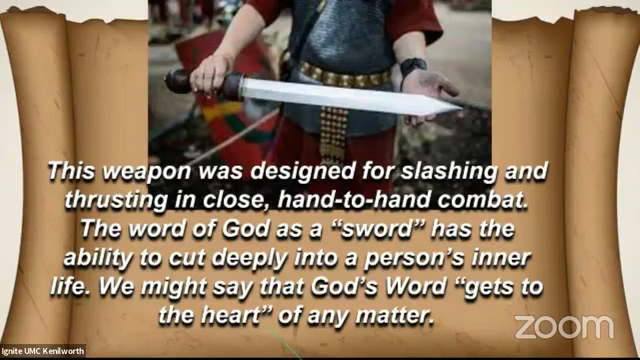 This weapon was designed for slashing and
thrusting in close, hand-to-hand combat.
The word of God as a “sword” has the
ability to cut deeply into a person’s inner
life. We might say that God’s Word “gets to
the heart” of any matter.
zoom
Ignite UMC Kenilworth